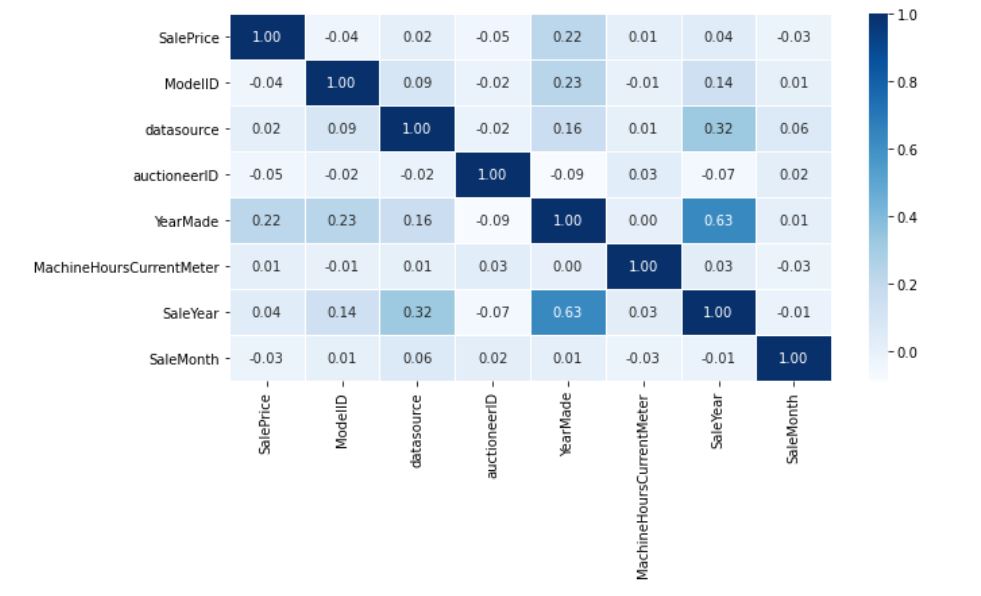 SalePrice 1.00 -0.04 0.02 -0.05 0.22 0.01 0.04 -0.03
ModelID -0.04 1.00 0.09 -0.02 0.23 -0.01 0.14 0.01
datasource 0.02 0.09 1.00 -0.02 0.16 0.01 0.32 0.06
auctioneerID -0.05 -0.02 -0.02 1.00 -0.09 0.03 -0.07 0.02
YearMade 0.22 0.23 0.16 -0.09 1.00 0.00 0.63 0.01
MachineHoursCurrentMeter 0.01 -0.01 0.01 0.03 0.00 1.00 0.03 -0.03
SaleYear 0.04 0.14 0.32 -0.07 0.63 0.03 1.00 -0.01
SaleMonth -0.03 0.01 0.06 0.02 0.01 -0.03 -0.01 1.00
SalePrice
ModelID
datasource
auctioneerID
YearMade
MachineHoursCurrentMeter
SaleYear
SaleMonth
1.0
0.8
0.6
0.4
0.2
0.0